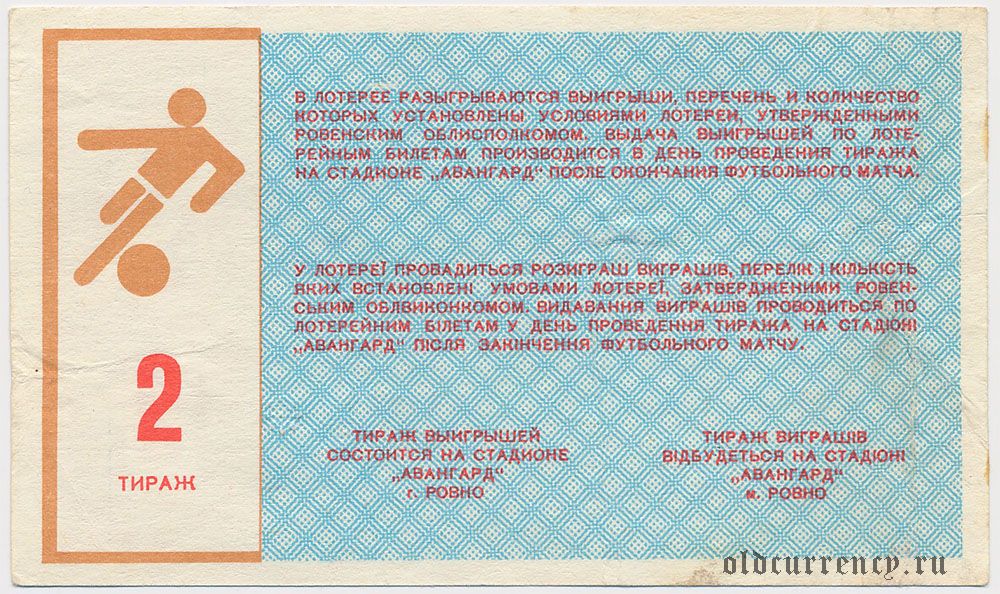 В ЛОТЕРЕЕ РАЗЫГРЫВАЮТСЯ ВЫИГРЫШИ, ПЕРЕЧЕНЬ И КОЛИЧЕСТВО
КОТОРЫХ УСТАНОВЛЕНЫ УСЛОВИЯМИ ЛОТЕРЕЙ, УТВЕРЖДЕННЫМИ
РОВЕНСКИМ ОБЛИСПОЛКОМОМ. ВЫДАЧА ВЫИГРЫШЕЙ ПО ЛОТЕ-
РЕЙНЫМ БИЛЕТАМ ПРОИЗВОДИТСЯ В ДЕНЬ ПРОВЕДЕНИЯ ТИРАЖА
НА СТАДИОНЕ „АВАНГАРД" ПОСЛЕ ОКОНЧАНИЯ ФУТБОЛЬНОГО МАТЧА.
У ЛОТЕРЕЇ ПРОВАДИТЬСЯ РОЗИГРАШ ВИГРАШІВ, ПЕРЕЛІК І КІЛЬКІСТЬ
ЯКИХ ВСТАНОВЛЕНІ УМОВАМИ ЛОТЕРЕЇ, ЗАТВЕРДЖЕНИМИ РОВЕН-
СЬКИМ ОБЛВИКОНКОМОМ. ВИДАВАННЯ ВИГРАШІВ ПРОВОДИТЬСЯ ПО
ЛОТЕРЕЙНИМ БІЛЕТАМ У ДЕНЬ ПРОВЕДЕННЯ ТИРАЖА НА СТАДІОНІ
„АВАНГАРД" ПІСЛЯ ЗАКІНЧЕННЯ ФУТБОЛЬНОГО МАТЧУ.
2
ТИРАЖ
ТИРАЖ ВЫИГРЫШЕЙ
СОСТОИТСЯ НА СТАДИОНЕ
„АВАНГАРД"
г. РОВНО
ТИРАЖ ВИГРАШІВ
ВІДБУДЕТЬСЯ НА СТАДІОНІ
„АВАНГАРД"
м. РОВНО
oldcurrency.ru